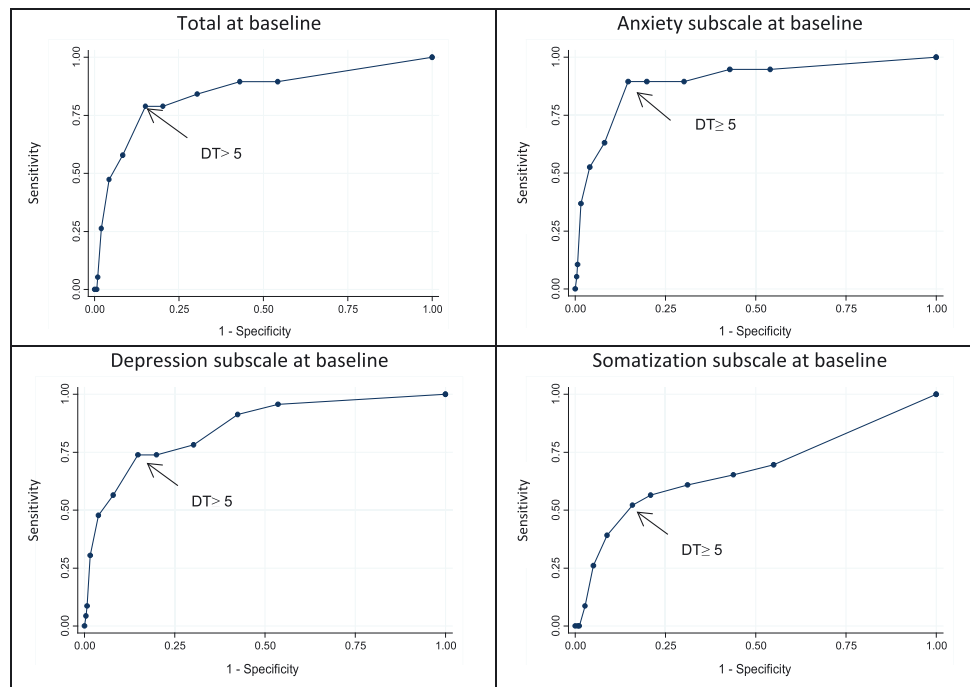 Total at baseline
1.00
0.75
0.50
0.25
0.00
Sensitivity
DT> 5
0.00 0.25 0.50 0.75 1.00
1 - Specificity
Anxiety subscale at baseline
1.00
0.75
0.50
0.25
0.00
Sensitivity
DT≥ 5
0.00 0.25 0.50 0.75 1.00
1 - Specificity
Depression subscale at baseline
1.00
0.75
0.50
0.25
0.00
Sensitivity
DT> 5
0.00 0.25 0.50 0.75 1.00
1 - Specificity
Somatization subscale at baseline
1.00
0.75
0.50
0.25
0.00
Sensitivity
DT≥ 5
0.00 0.25 0.50 0.75 1.00
1 - Specificity